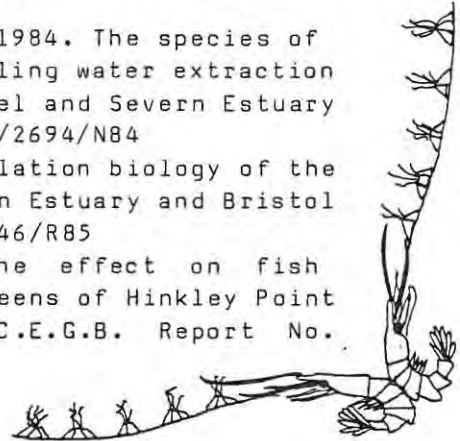 1984. The species of
ling water extraction
el and Severn Estuary
/2694/N84
lation biology of the
n Estuary and Bristol
46/R85
he effect on fish
eens of Hinkley Point
C.E.G.B. Report No.